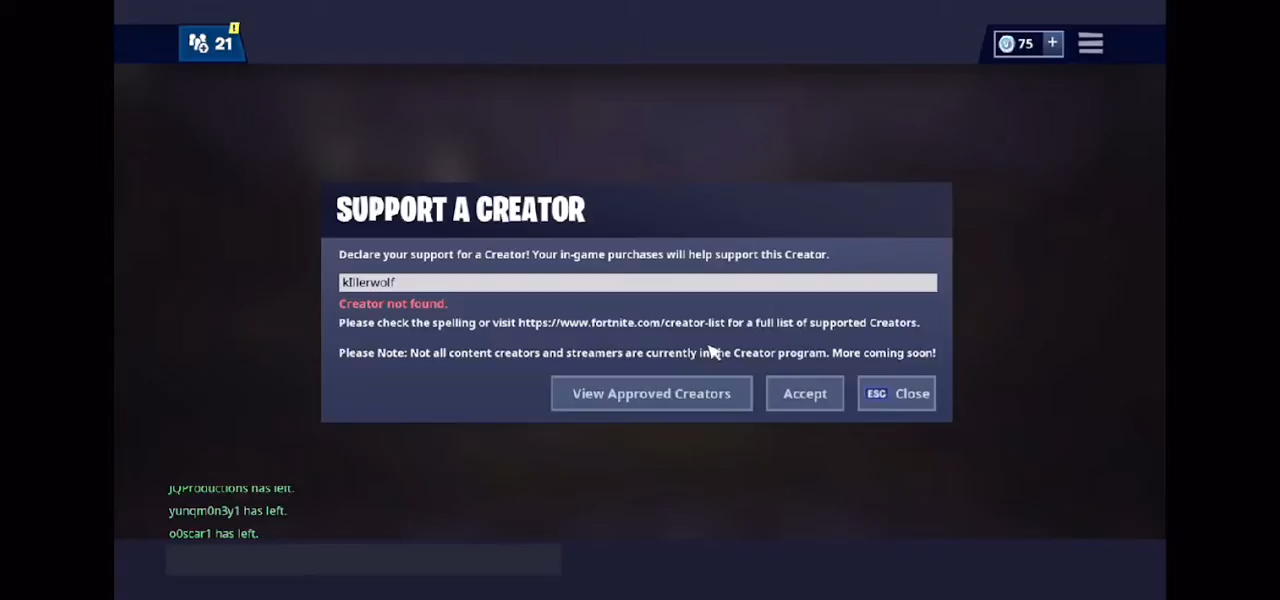 21
75
SUPPORT A CREATOR
Declare your support for a Creator! Your in-game purchases will help support this Creator.
kIllerwolf
Creator not found.
Please check the spelling or visit https://www.fortnite.com/creator-list for a full list of supported Creators.
Please Note: Not all content creators and streamers are currently in the Creator program. More coming soon!
View Approved Creators
Accept
ESC Close
JQProductions has left.
yunqm0n3y1 has left.
o0scar1 has left.